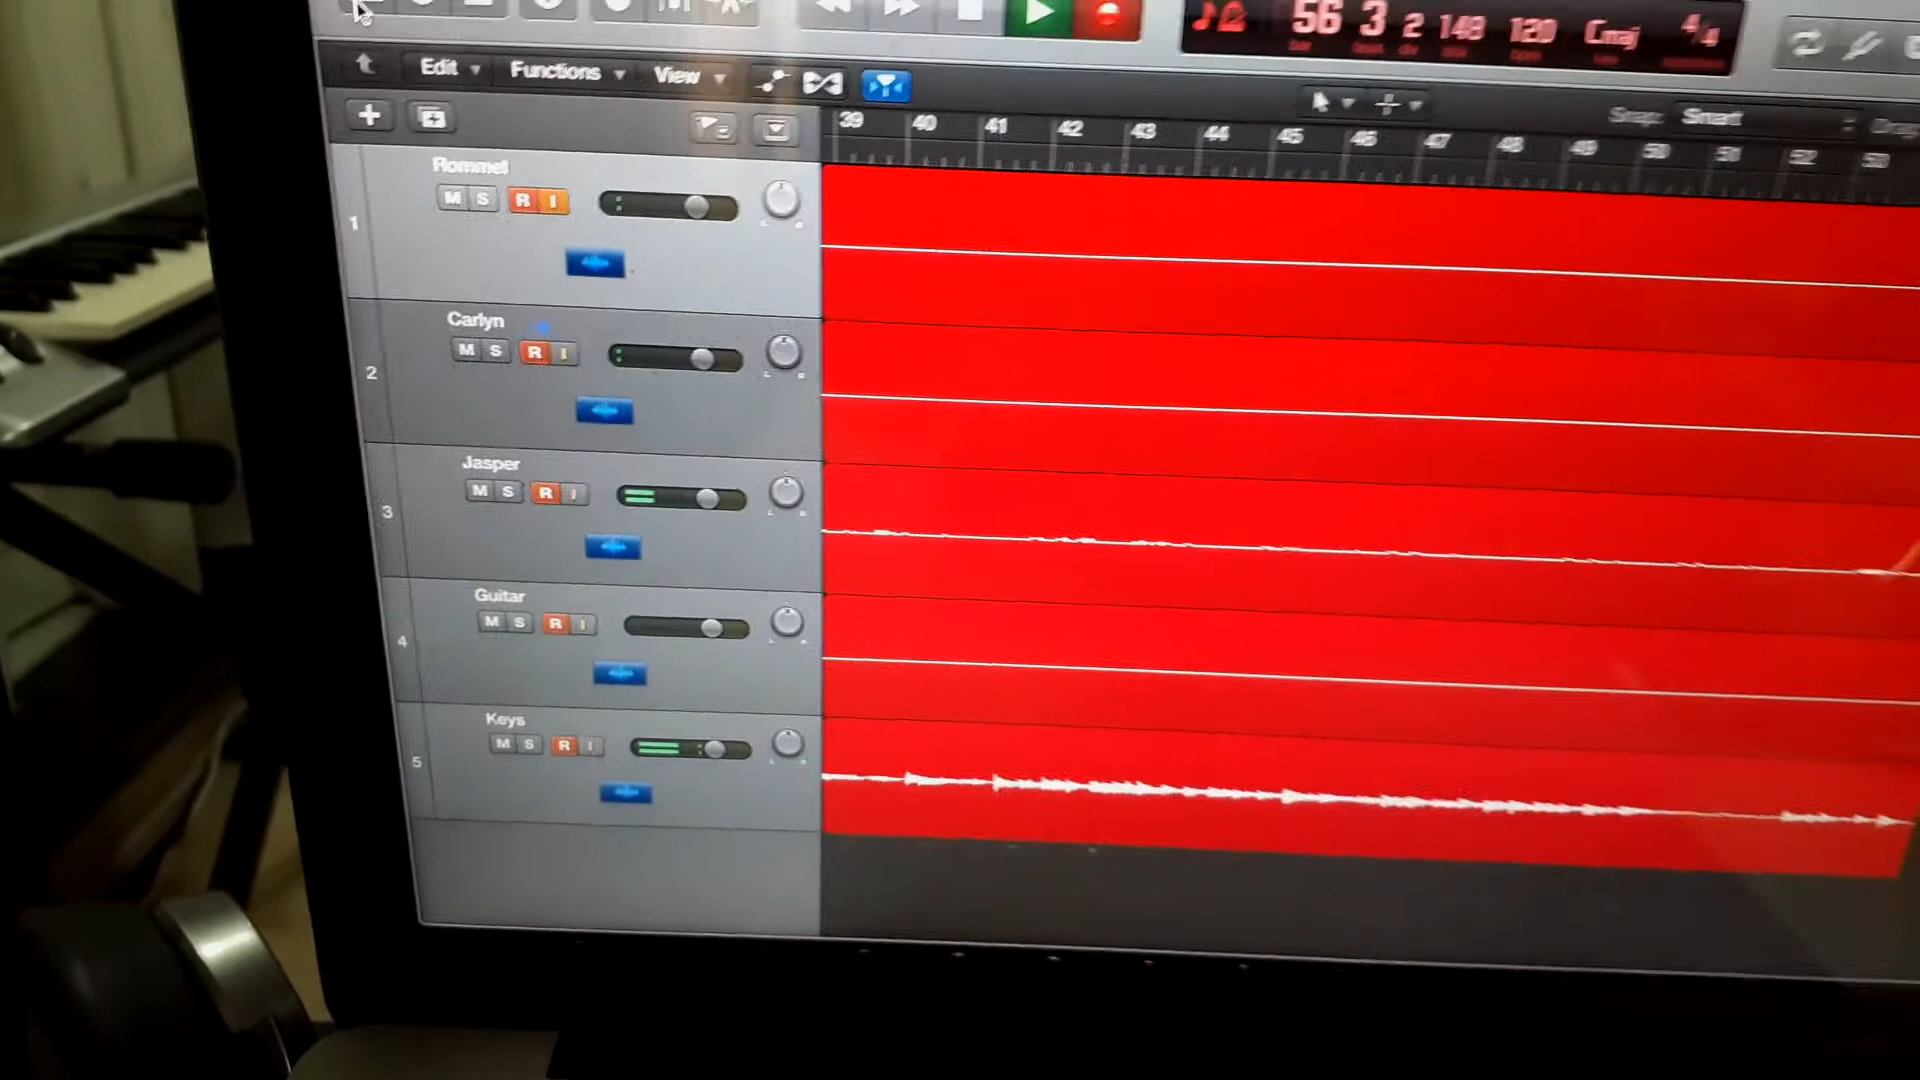 56 3 2 148 120 Cmaj 4/4
Edit Functions View
Snap: Smart Drag
39 40 41 42 43 44 45 46 47 48 49 50 51 52 53
Rommel
M S R I
1
Carlyn
M S R I
2
Jasper
M S R I
3
Guitar
M S R I
4
Keys
M S R I
5